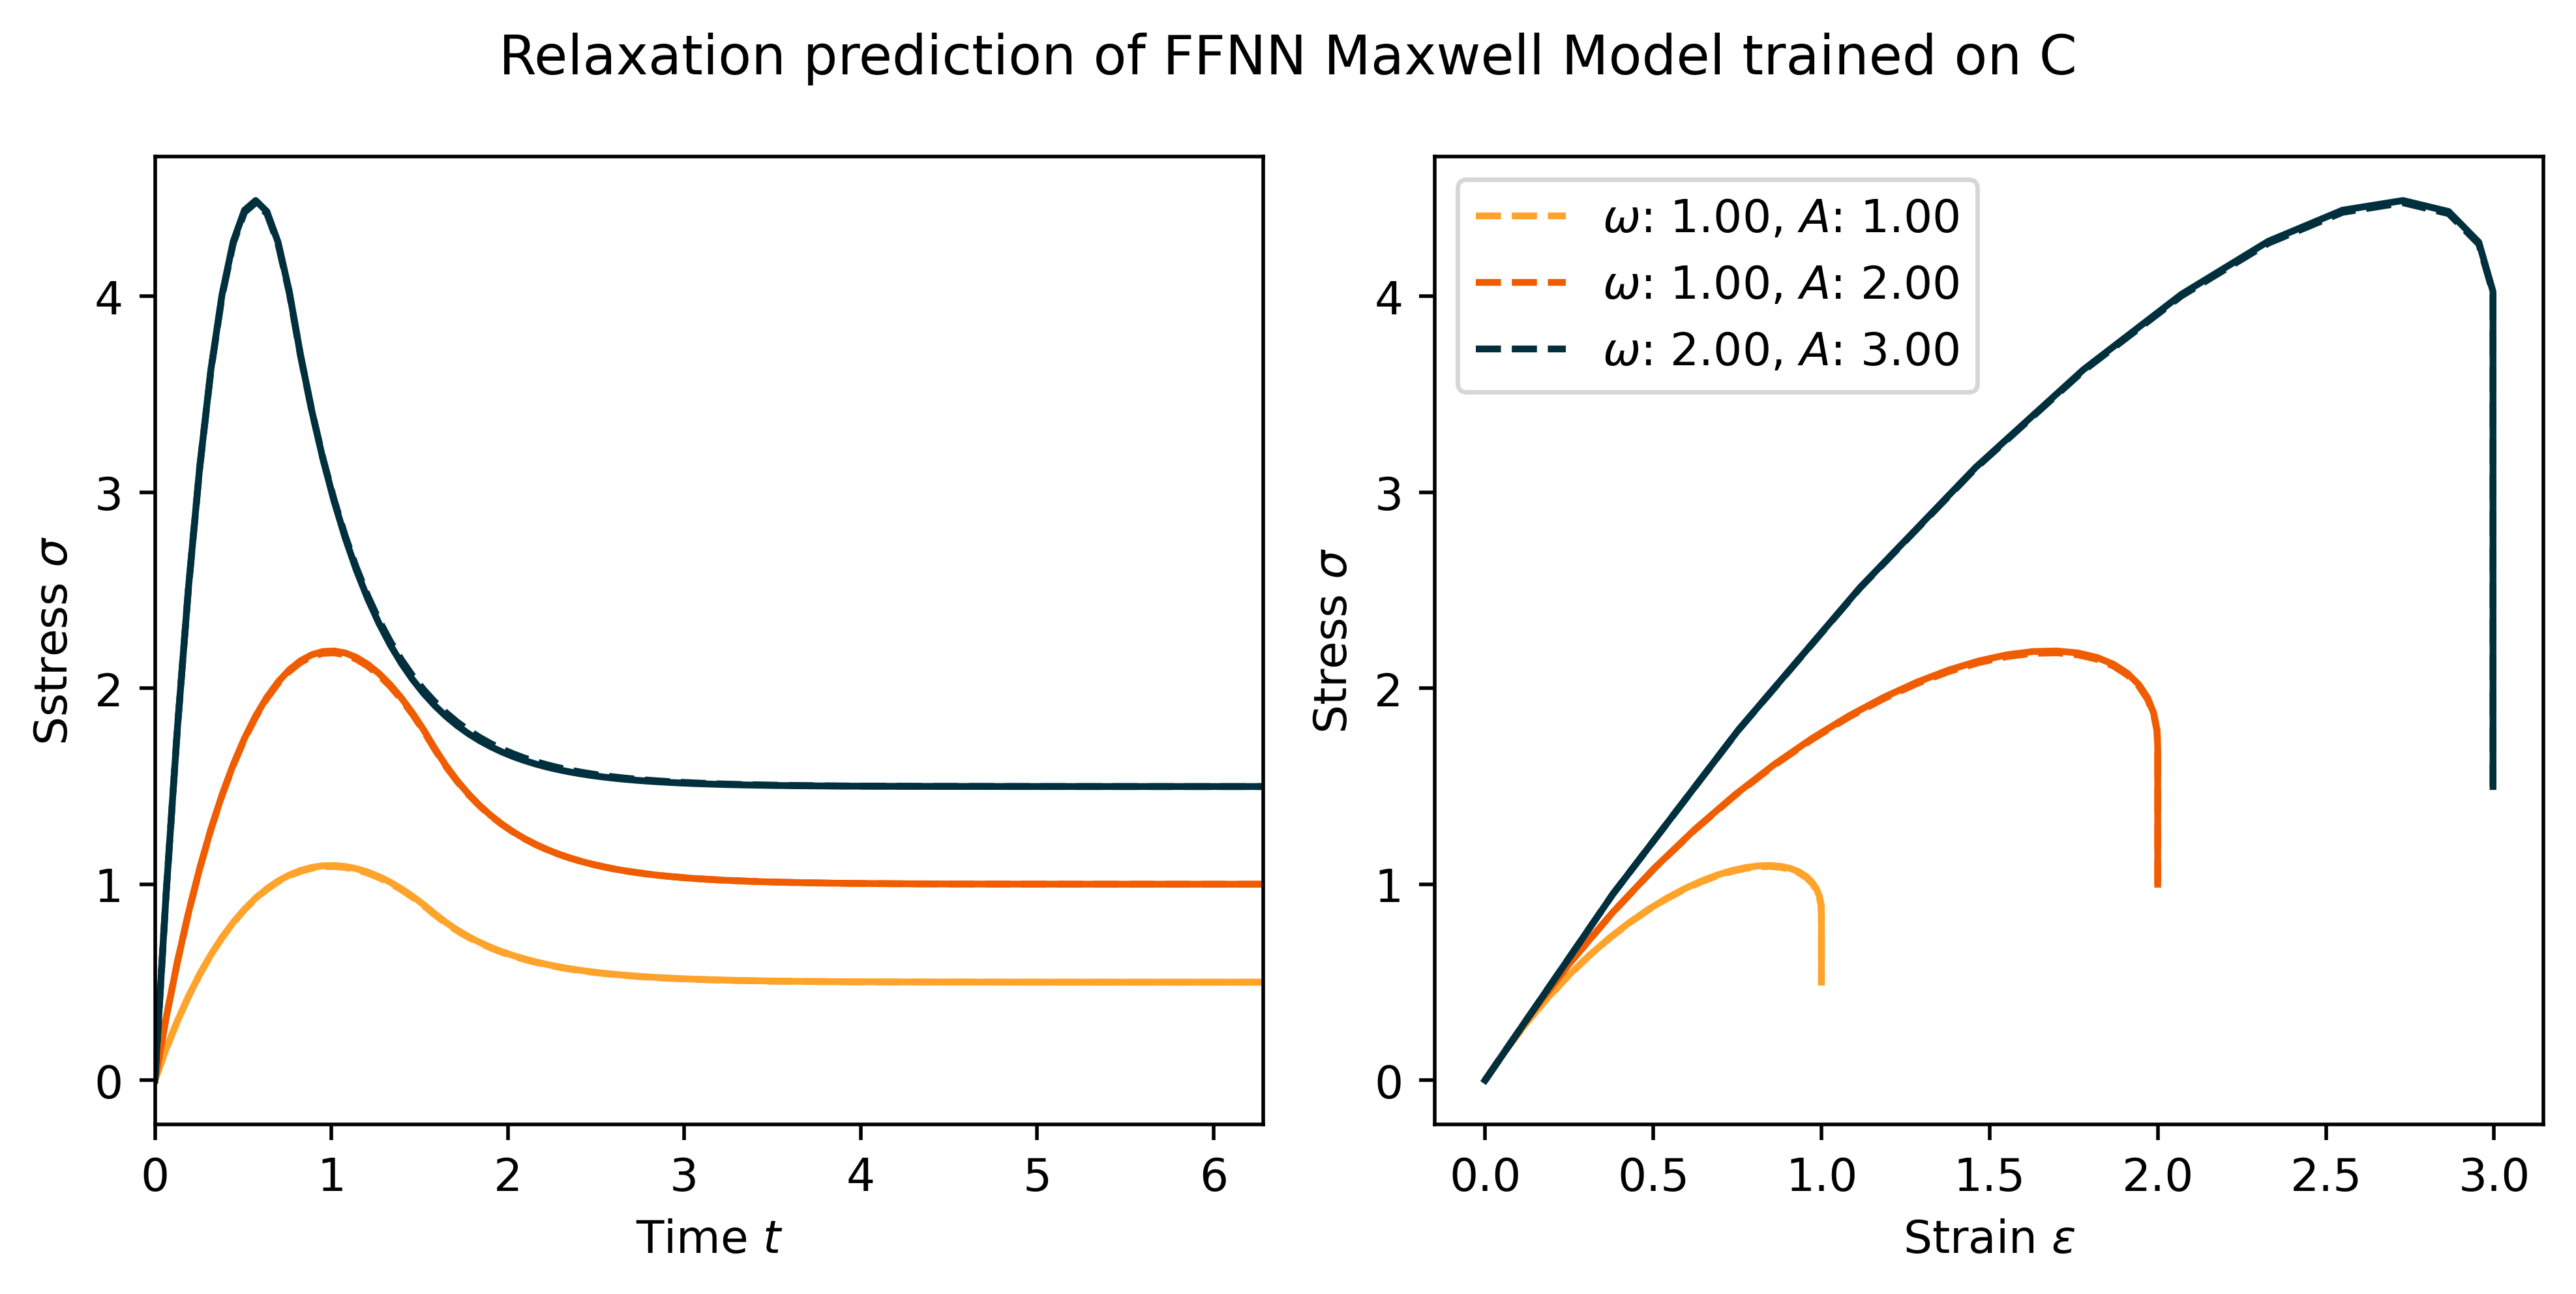 Relaxation prediction of FFNN Maxwell Model trained on C
Sstress σ
4
3
2
1
0
0 1 2 3 4 5 6
Time t
Stress σ
4
3
2
1
0
ω: 1.00, A: 1.00
ω: 1.00, A: 2.00
ω: 2.00, A: 3.00
0.0 0.5 1.0 1.5 2.0 2.5 3.0
Strain ε